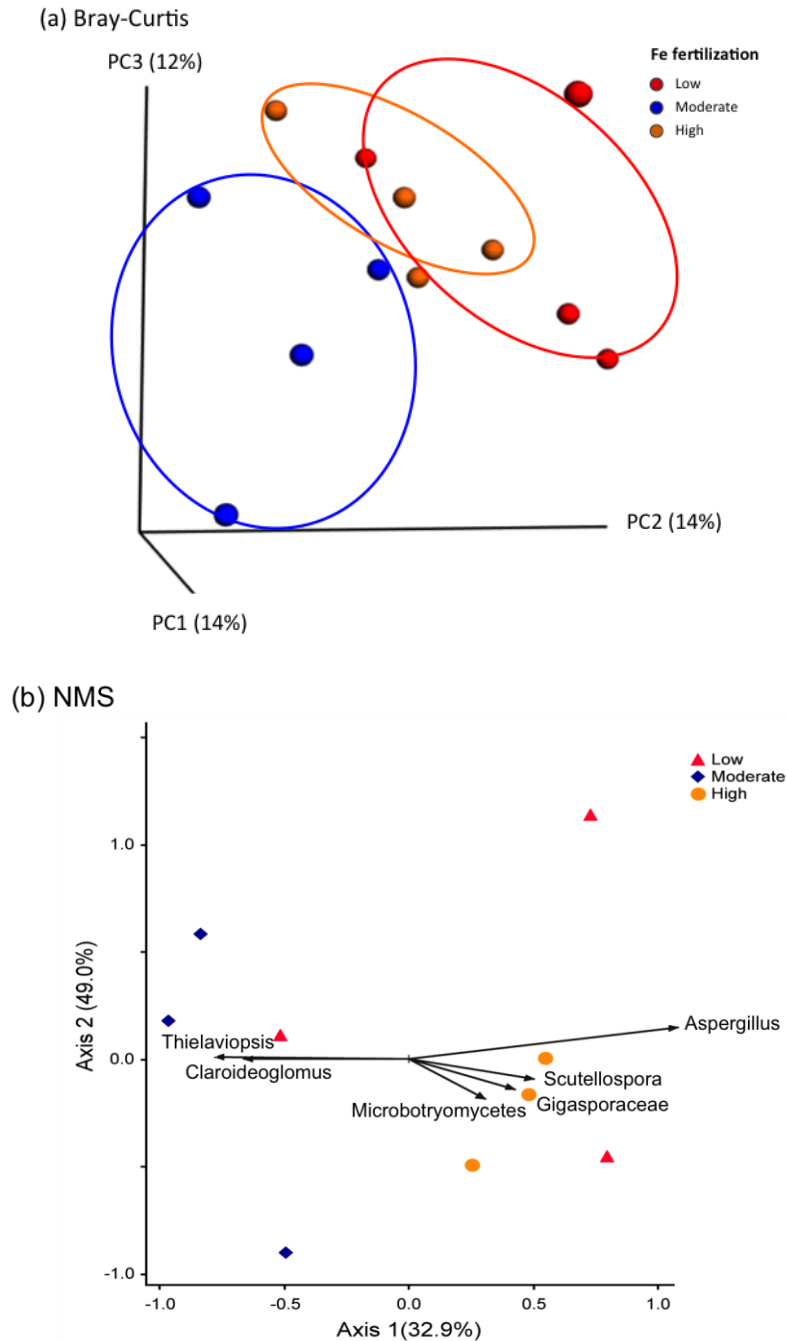 (a) Bray-Curtis
PC3 (12%)
Fe fertilization
Low
Moderate
High
PC2 (14%)
PC1 (14%)
(b) NMS
Low
Moderate
High
1.0
Axis 2 (49.0%)
Aspergillus
Thielaviopsis
0.0
Claroideoglomus
Scutellospora
Microbotryomycetes
Gigasporaceae
-1.0
-1.0 -0.5 0.0 0.5 1.0
Axis 1(32.9%)